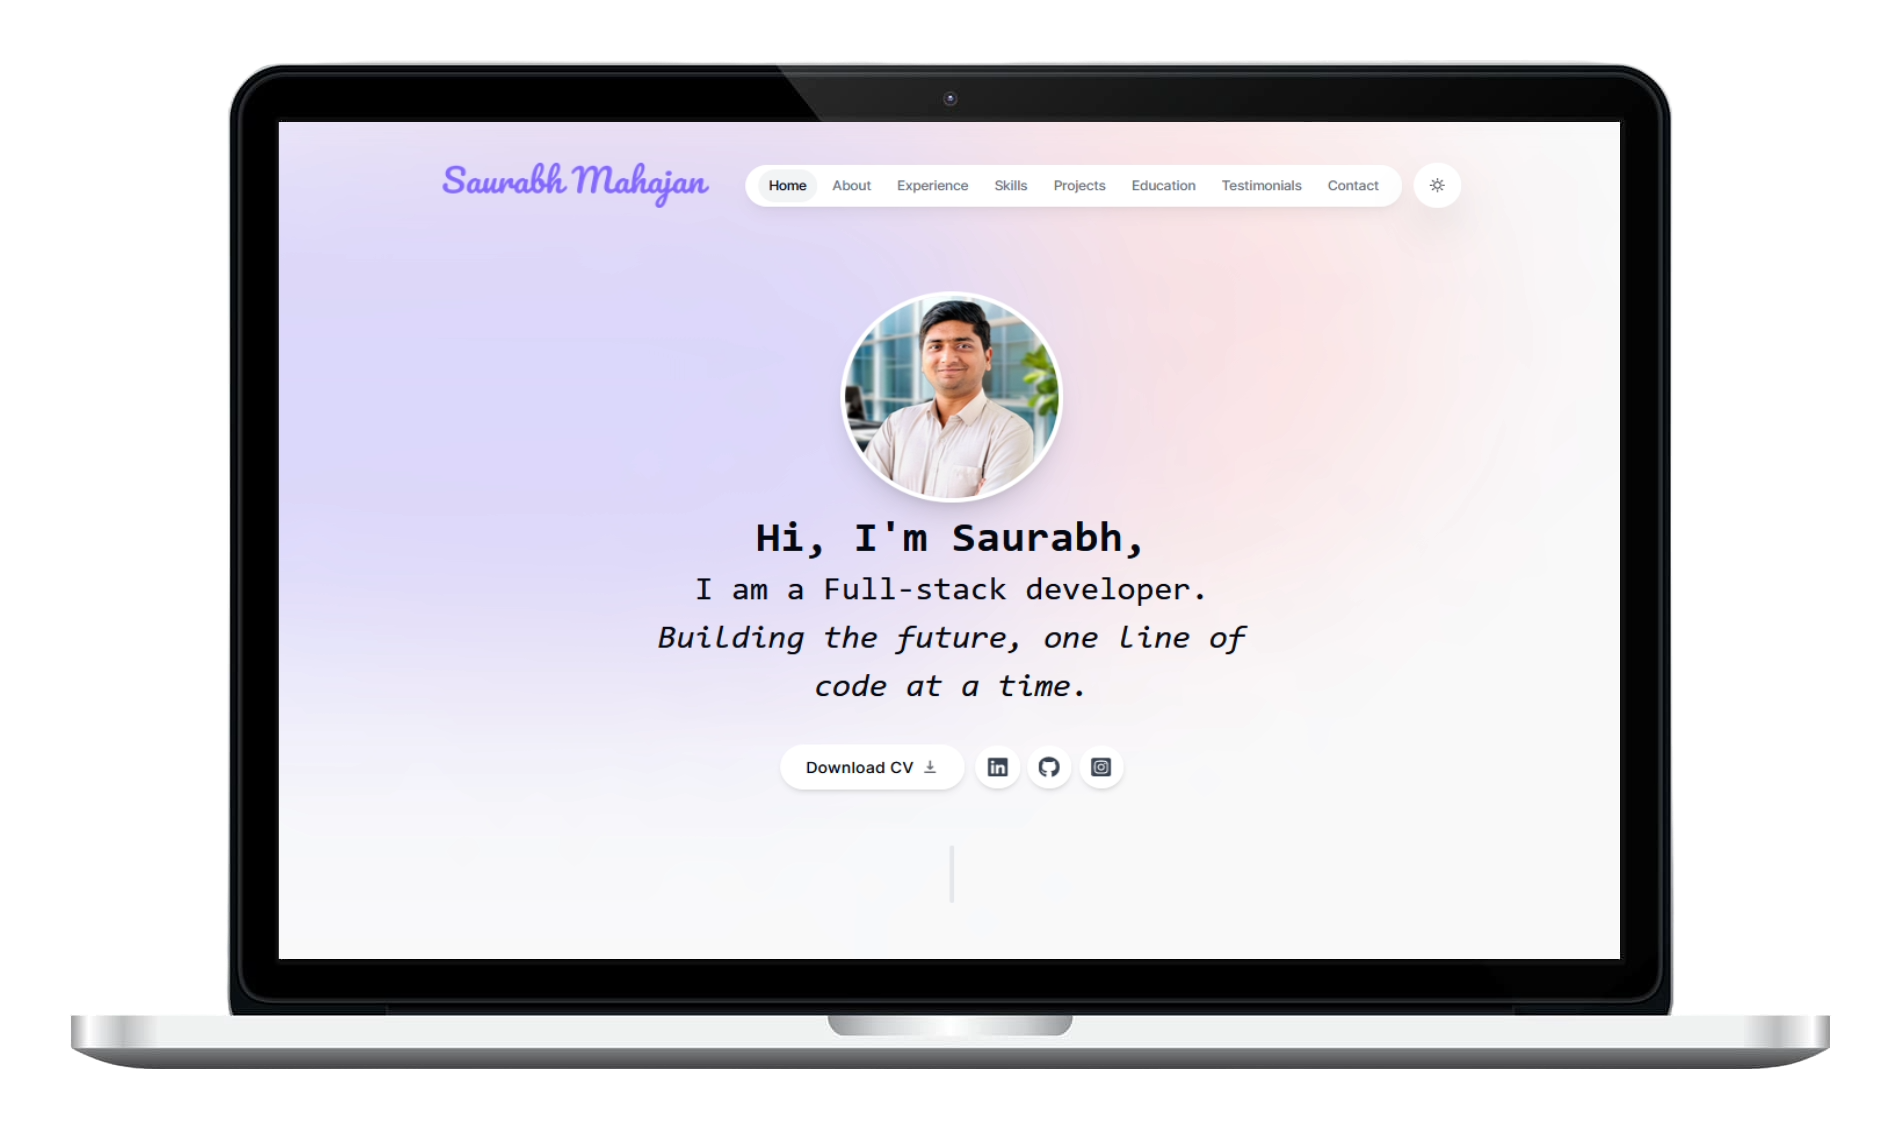 Saurabh Mahajan
Home About Experience Skills Projects Education Testimonials Contact
Hi, I'm Saurabh,
I am a Full-stack developer.
Building the future, one line of
code at a time.
Download CV
in